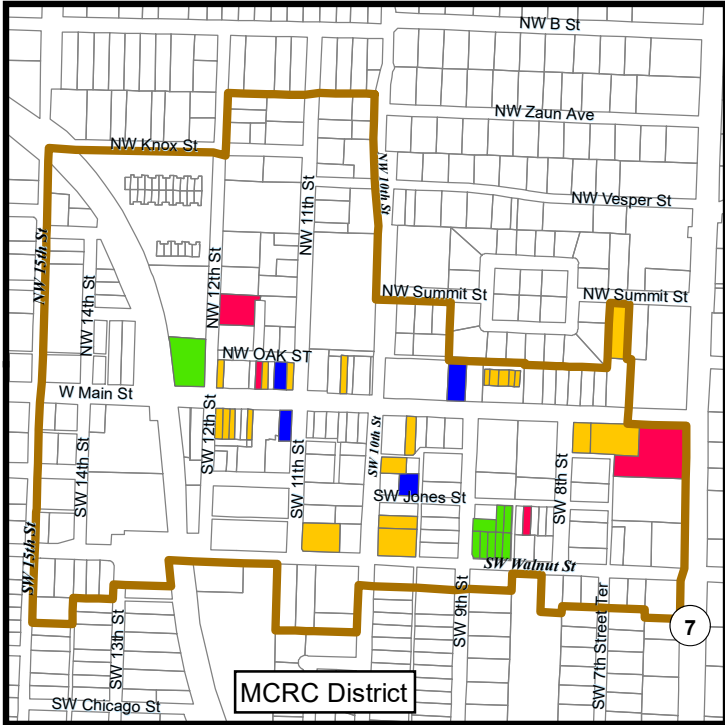 NW B St
NW Zaun Ave
NW Knox St
NW 10th St
NW Vesper St
NW 11th St
NW 15th St
NW 12th St
NW 14th St
NW Summit St
NW Summit St
NW OAK ST
W Main St
SW 12th St
SW 14th St
SW 11th St
SW 10th St
SW 8th St
SW Jones St
SW 15th St
SW Walnut St
SW 13th St
SW 9th St
SW 7th Street Ter
7
MCRC District
SW Chicago St